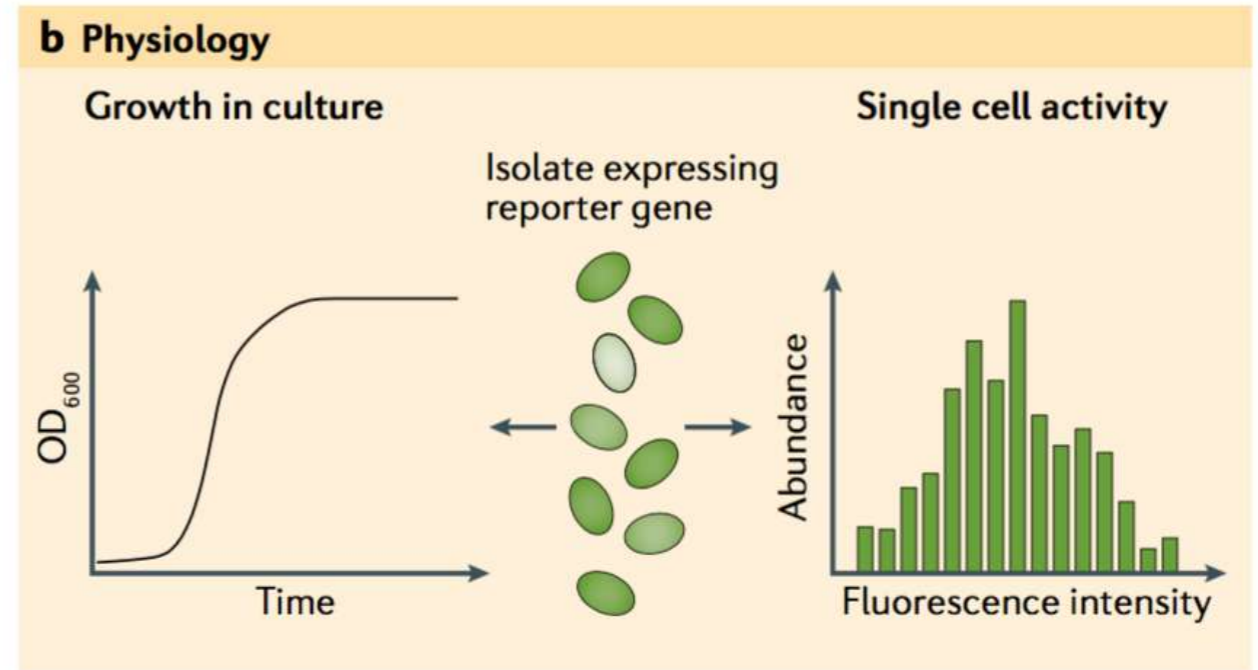 b Physiology
Growth in culture
Single cell activity
Isolate expressing
reporter gene
OD600
Time
Abundance
Fluorescence intensity